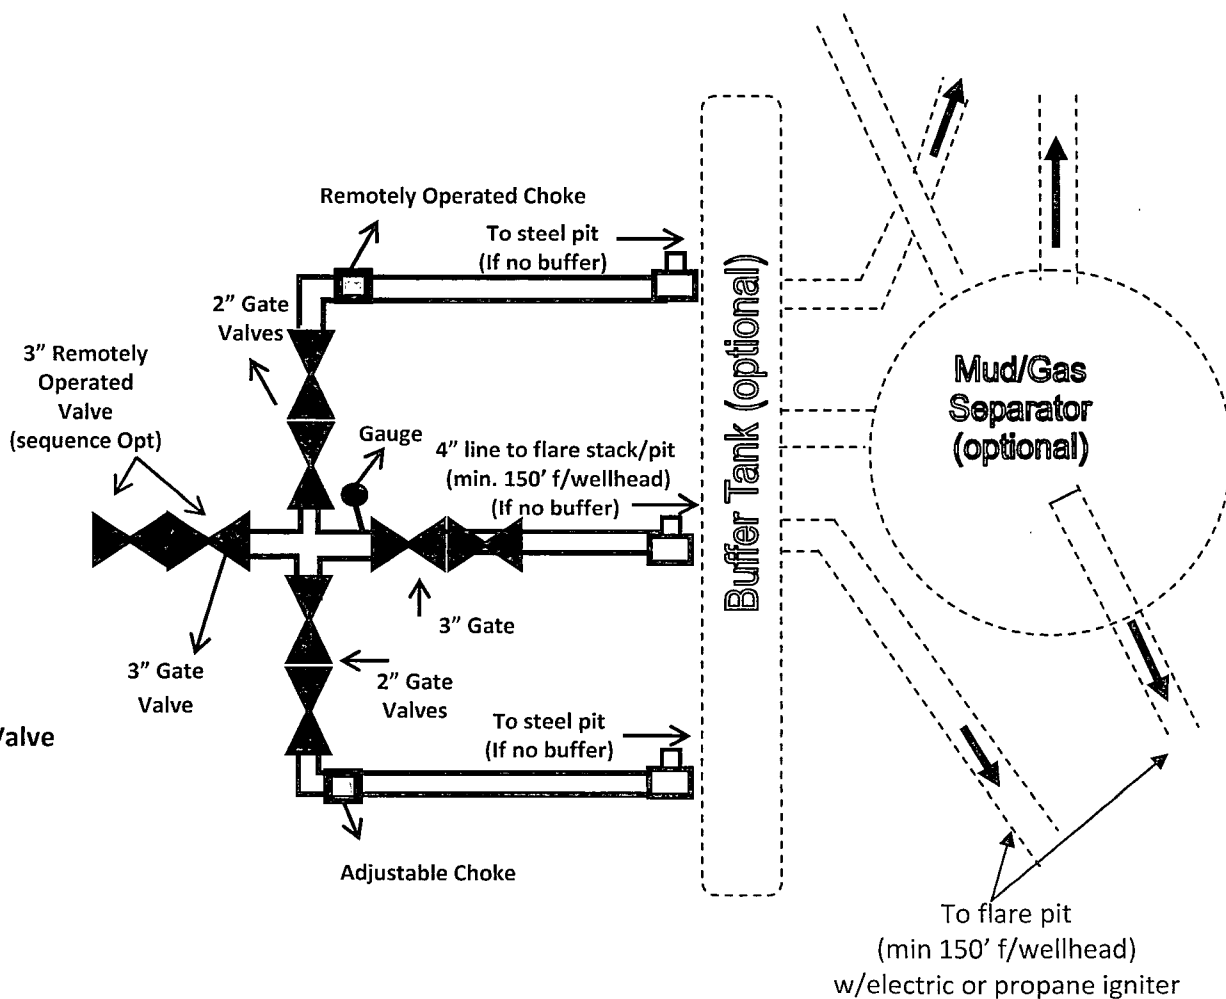 Remotely Operated Choke
To steel pit
(If no buffer)
2” Gate
Valves
3” Remotely
Operated
Valve
(sequence Opt)
Gauge
4” line to flare stack/pit
(min. 150’ f/wellhead)
(If no buffer)
Buffer Tank (optional)
Mud/Gas
Separator
(optional)
3” Gate
3” Gate
Valve
2” Gate
Valves
Valve
To steel pit
(If no buffer)
Adjustable Choke
To flare pit
(min 150’ f/wellhead)
w/electric or propane igniter